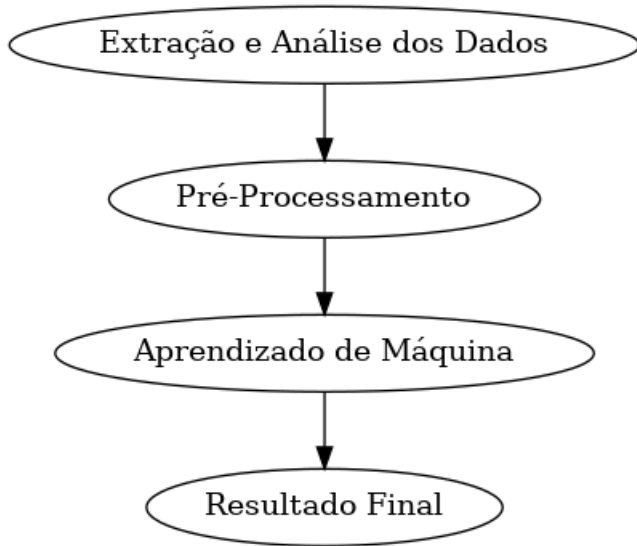 Extração e Análise dos Dados
Pré-Processamento
Aprendizado de Máquina
Resultado Final